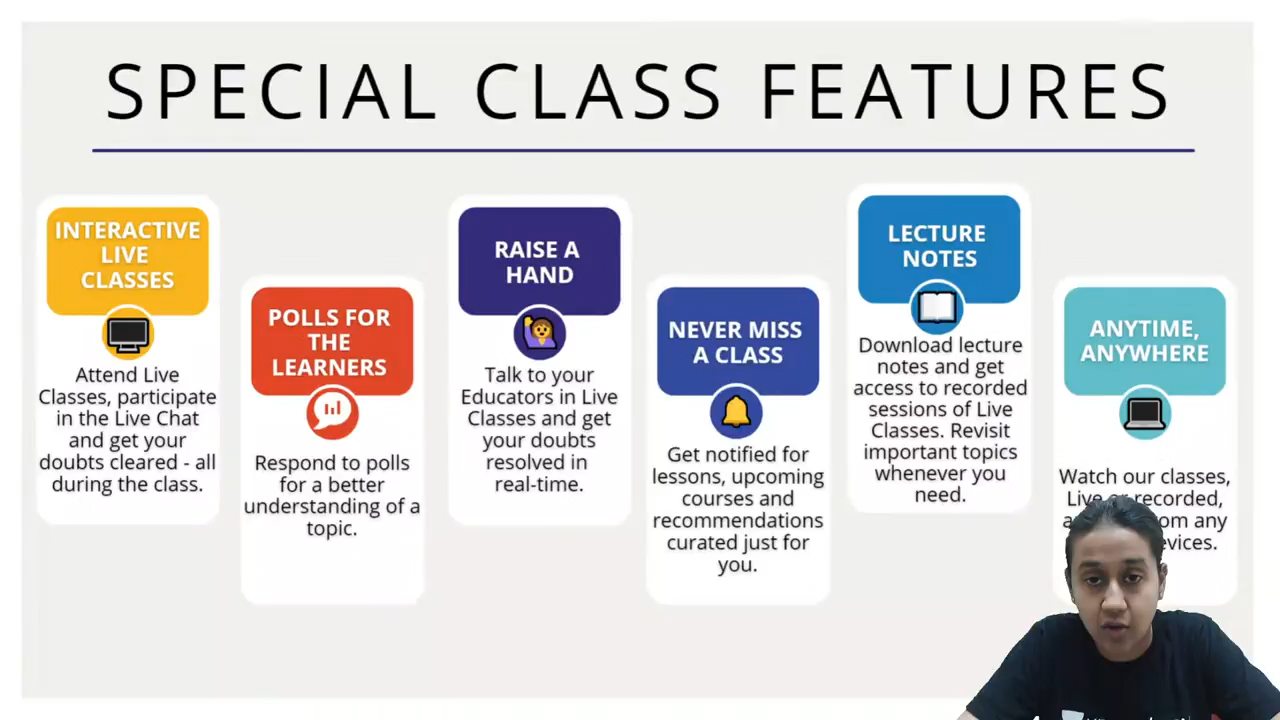 SPECIAL CLASS FEATURES
INTERACTIVE
LIVE
CLASSES
Attend Live
Classes, participate
in the Live Chat
and get your
doubts cleared - all
during the class.
POLLS FOR
THE
LEARNERS
Respond to polls
for a better
understanding of a
topic.
RAISE A
HAND
Talk to your
Educators in Live
Classes and get
your doubts
resolved in
real-time.
NEVER MISS
A CLASS
Get notified for
lessons, upcoming
courses and
recommendations
curated just for
you.
LECTURE
NOTES
Download lecture
notes and get
access to recorded
sessions of Live
Classes. Revisit
important topics
whenever you
need.
ANYTIME,
ANYWHERE
Watch our classes,
Live or recorded,
from any